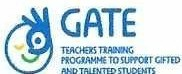 GATE
TEACHERS TRAINING
PROGRAMME TO SUPPORT GIFTED
AND TALENTED STUDENTS